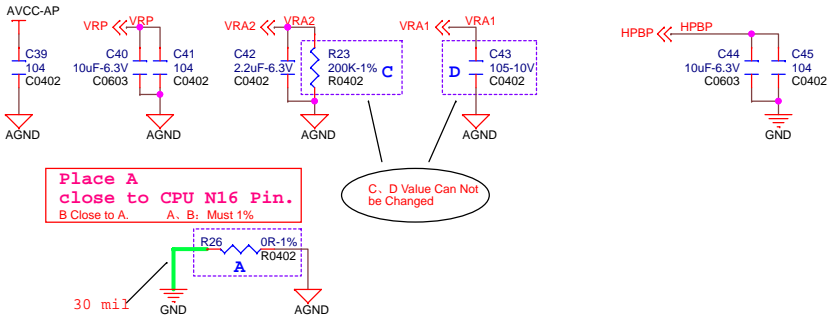 AVCC-AP
C39
104
C0402
AGND
VRP
VRP
C40
10uF-6.3V
C0603
C41
104
C0402
AGND
VRA2
VRA2
C42
2.2uF-6.3V
C0402
R23
200K-1%
R0402
C
AGND
VRA1
VRA1
D
C43
105-10V
C0402
AGND
HPBP
HPBP
C44
10uF-6.3V
C0603
C45
104
C0402
GND
Place A
close to CPU N16 Pin.
B Close to A. A、B: Must 1%
C、D Value Can Not
be Changed
R26
0R-1%
R0402
A
30 mil
GND
AGND